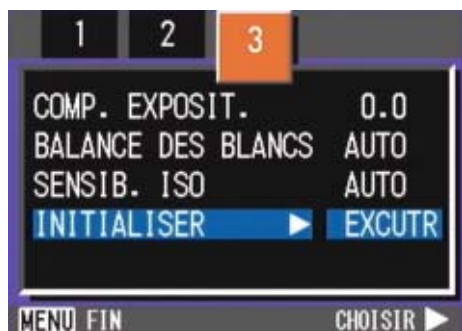 1 2 3
COMP. EXPOSIT. 0.0
BALANCE DES BLANCS AUTO
SENSIB. ISO AUTO
INITIALISER ▶ EXCUTR
MENU FIN CHOISIR ▶